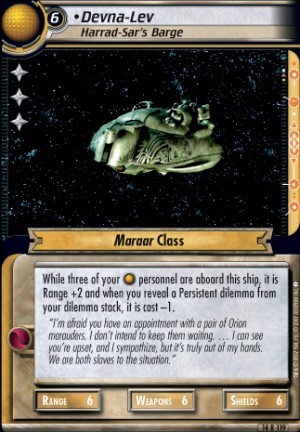 6
• Devna-Lev
Harrad-Sar's Barge
Maraar Class
While three of your personnel are aboard this ship, it is
Range +2 and when you reveal a Persistent dilemma from
your dilemma stack, it is cost –1.
"I'm afraid you have an appointment with a pair of Orion
marauders. I don't intend to keep them waiting. . . . I can see
you're upset, and I sympathize, but it's truly out of my hands.
We are both slaves to the situation."
RANGE 6 WEAPONS 6 SHIELDS 6
14 R 119